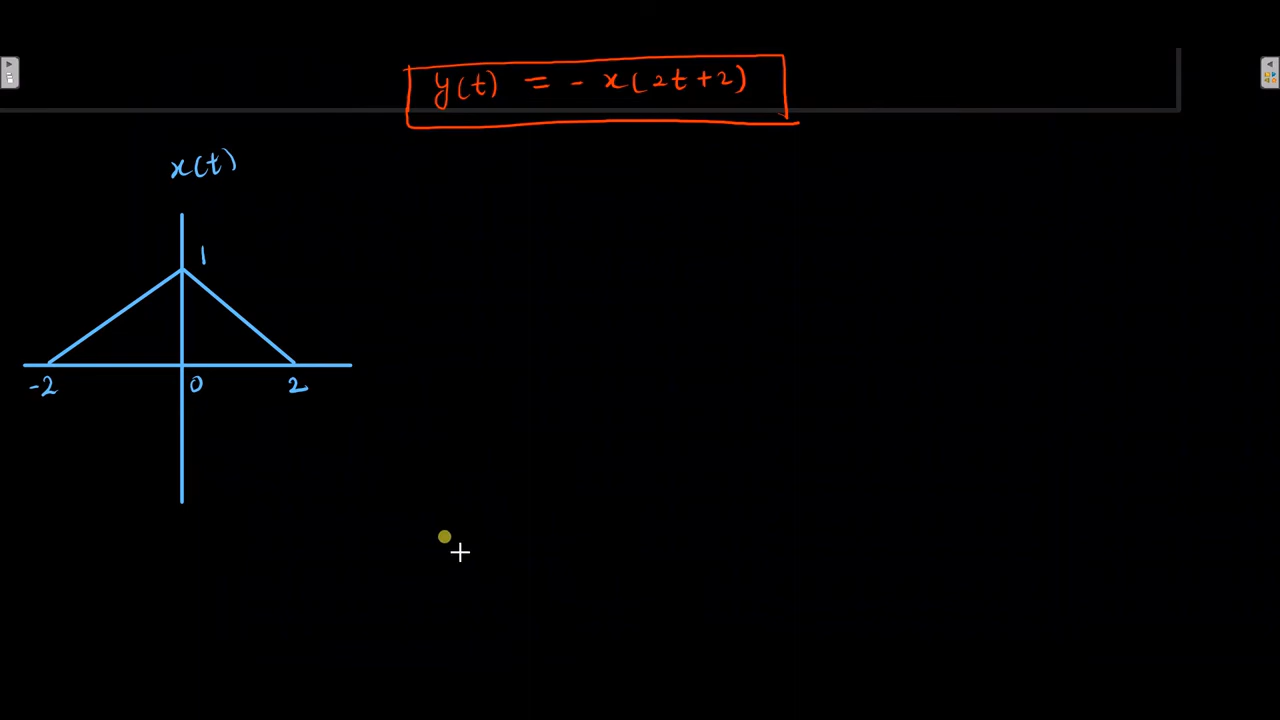 y(t) = - x(2t+2)
x(t)
1
-2 0 2